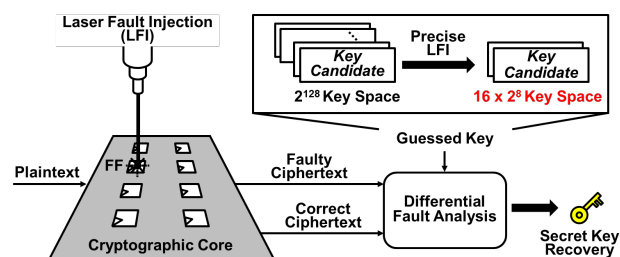 Laser Fault Injection
(LFI)
Key
Candidate
2¹²⁸ Key Space
Precise
LFI
Key
Candidate
16 x 2⁸ Key Space
Guessed Key
Plaintext
FF
Cryptographic Core
Faulty
Ciphertext
Correct
Ciphertext
Differential
Fault Analysis
Secret Key
Recovery